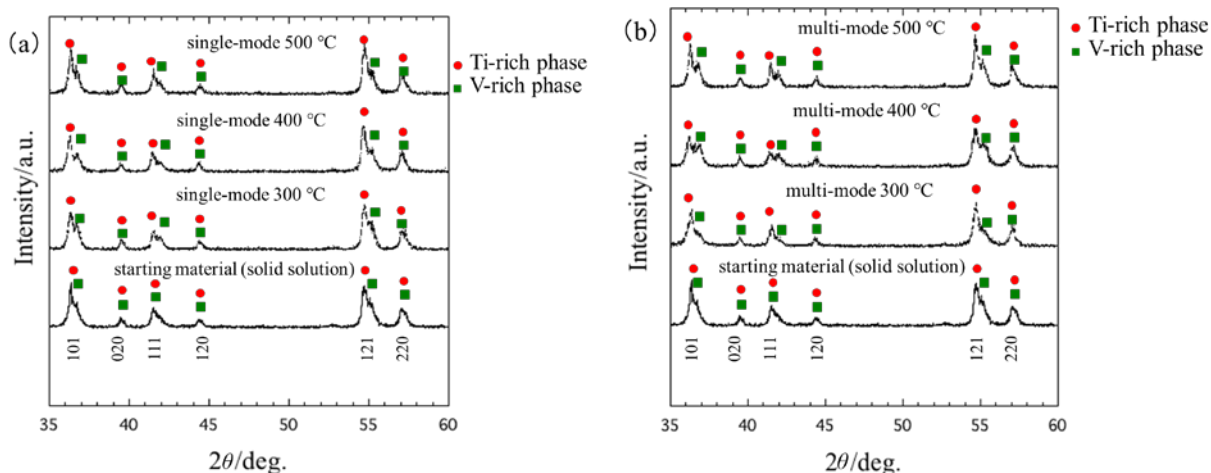 (a)
single-mode 500 °C
Ti-rich phase
V-rich phase
single-mode 400 °C
single-mode 300 °C
starting material (solid solution)
Intensity/a.u.
101
020
111
120
121
220
35
40
45
50
55
60
2θ/deg.
(b)
multi-mode 500 °C
Ti-rich phase
V-rich phase
multi-mode 400 °C
multi-mode 300 °C
starting material (solid solution)
Intensity/a.u.
101
020
111
120
121
220
35
40
45
50
55
60
2θ/deg.